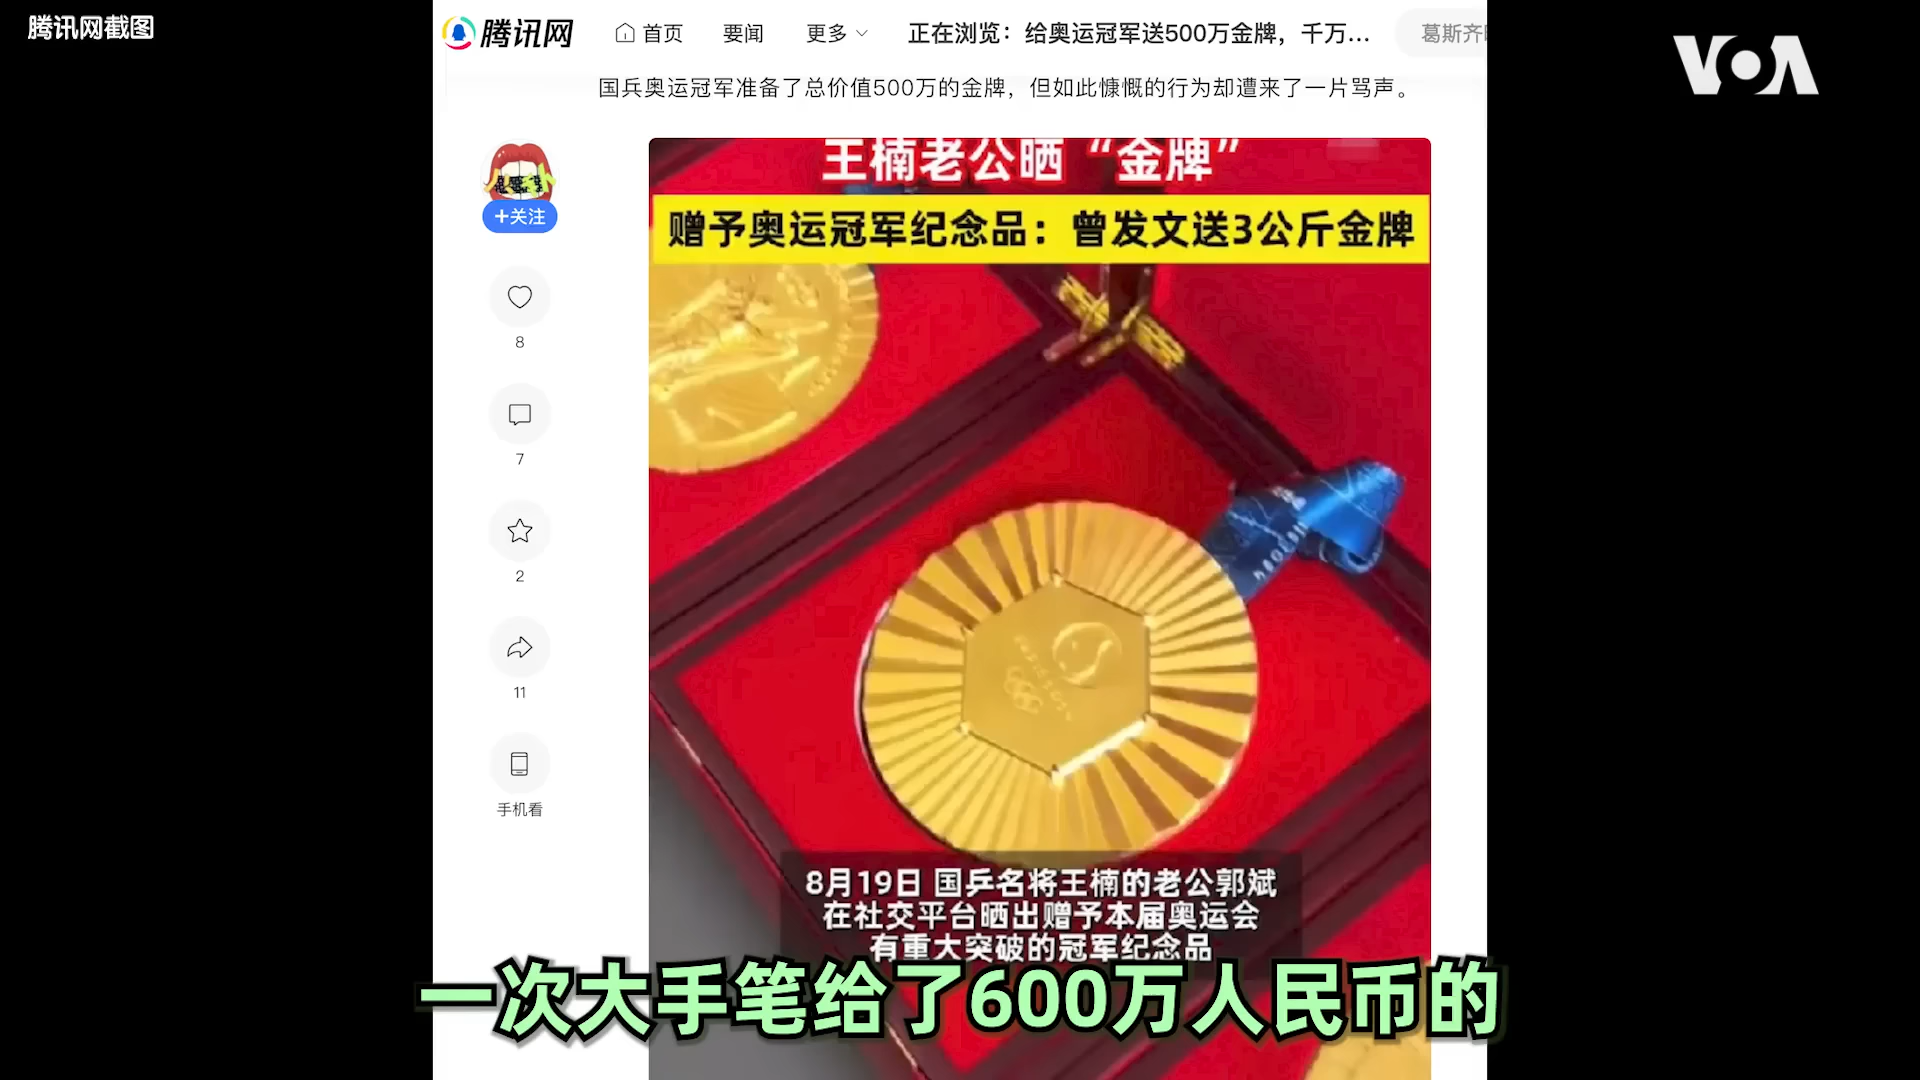 腾讯网截图
腾讯网
首页
要闻
更多
正在浏览：给奥运冠军送500万金牌，千万...
葛斯齐
VOA
国兵奥运冠军准备了总价值500万的金牌，但如此慷慨的行为却遭来了一片骂声。
+关注
8
7
2
11
手机看
王楠老公晒“金牌”
赠予奥运冠军纪念品：曾发文送3公斤金牌
8月19日 国乒名将王楠的老公郭斌
在社交平台晒出赠予本届奥运会
有重大突破的冠军纪念品
一次大手笔给了600万人民币的